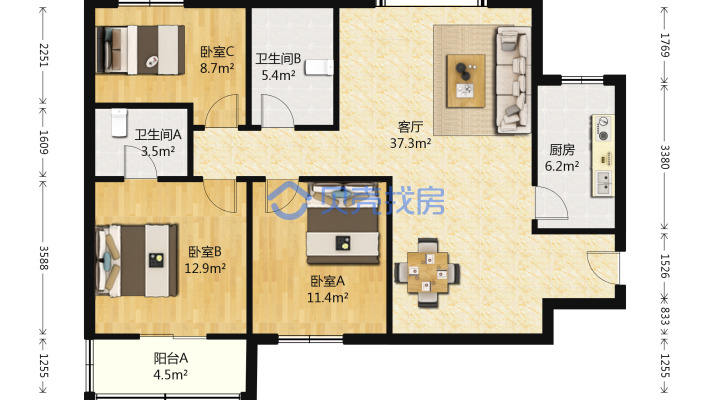 卧室C
8.7m²
卫生间B
5.4m²
卫生间A
3.5m²
客厅
37.3m²
厨房
6.2m²
贝壳找房
卧室B
12.9m²
卧室A
11.4m²
阳台A
4.5m²
2251
1609
3588
1255
1769
3380
1526
833
1255